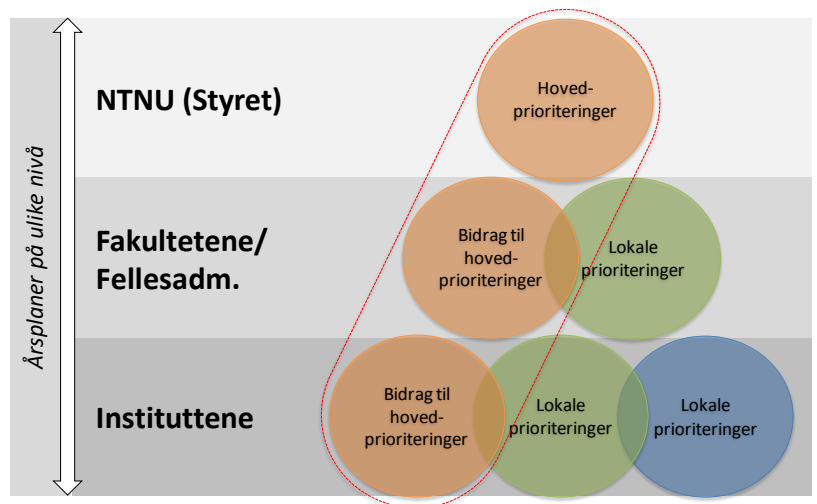 Årsplaner på ulike nivå
NTNU (Styret)
Hoved-
prioriteringer
Fakultetene/
Fellesadm.
Bidrag til
hoved-
prioriteringer
Lokale
prioriteringer
Instituttene
Bidrag til
hoved-
prioriteringer
Lokale
prioriteringer
Lokale
prioriteringer